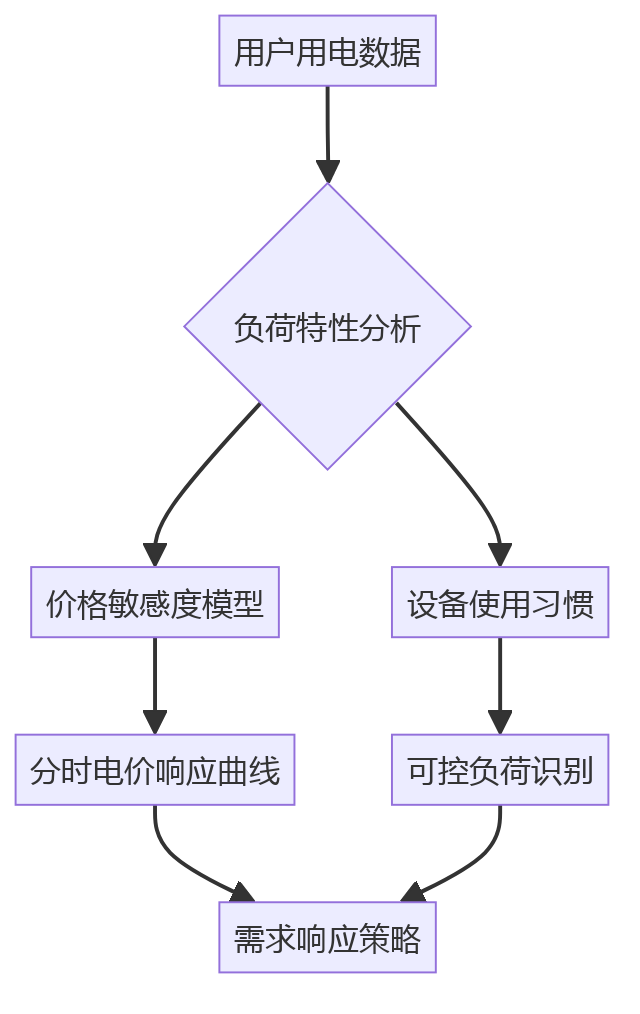 用户用电数据
负荷特性分析
价格敏感度模型
设备使用习惯
分时电价响应曲线
可控负荷识别
需求响应策略